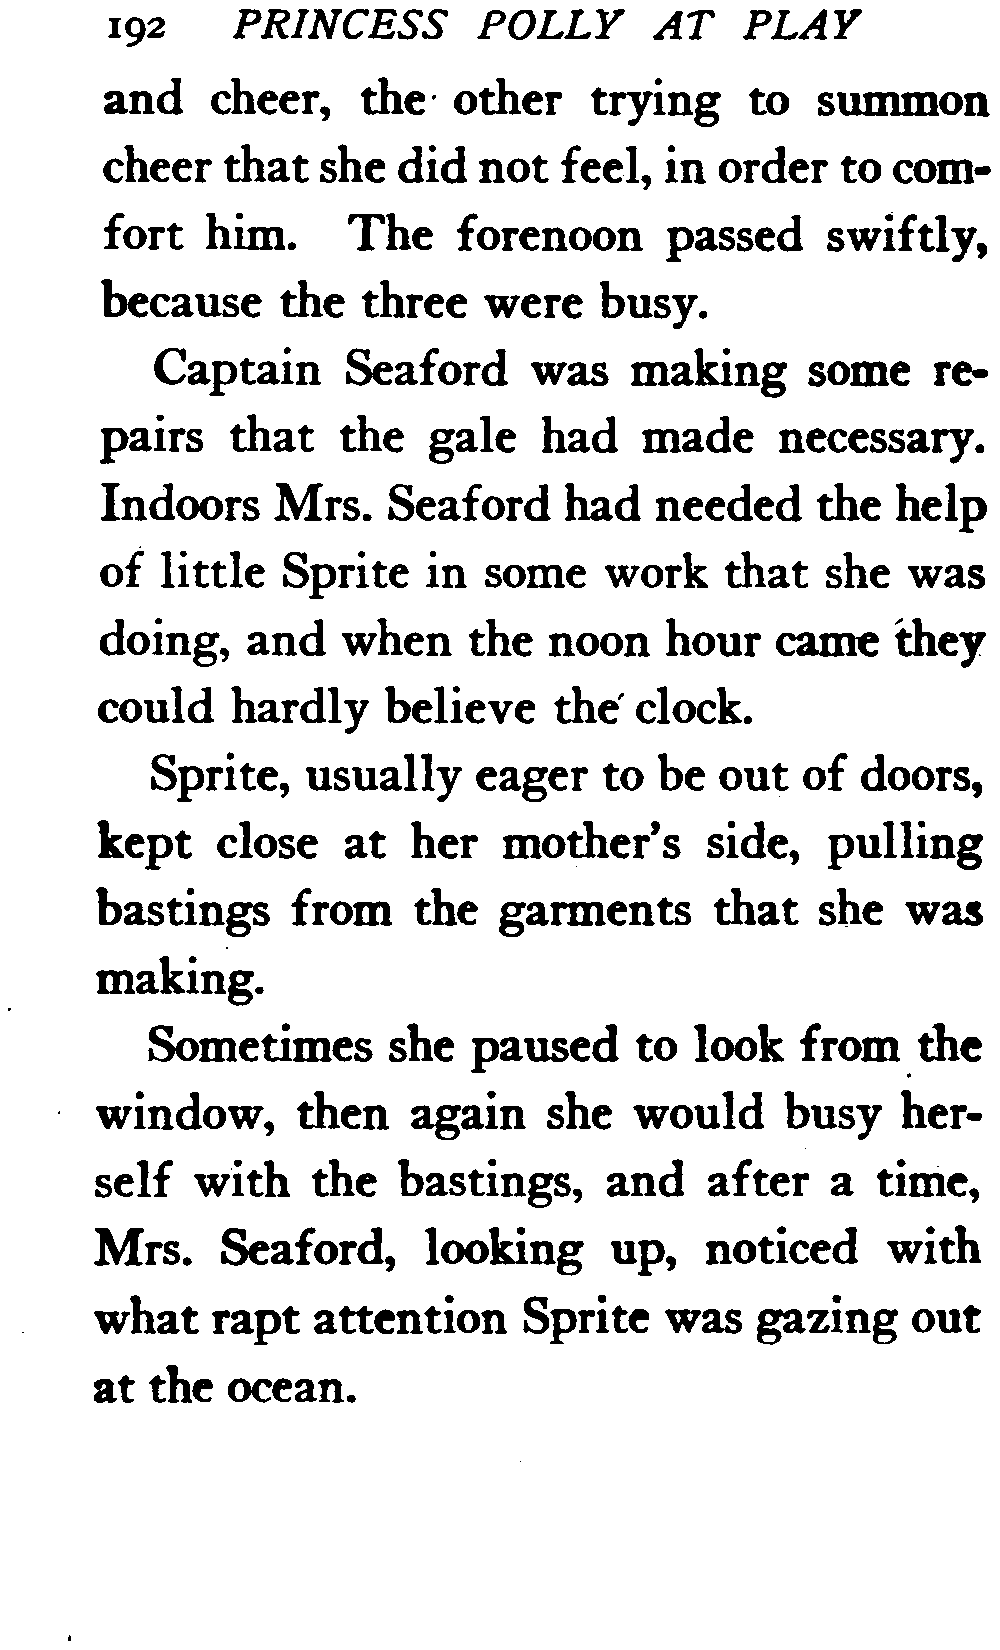 192 PRINCESS POLLY AT PLAY
and cheer, the other trying to summon
cheer that she did not feel, in order to com-
fort him. The forenoon passed swiftly,
because the three were busy.
Captain Seaford was making some re-
pairs that the gale had made necessary.
Indoors Mrs. Seaford had needed the help
of little Sprite in some work that she was
doing, and when the noon hour came they
could hardly believe the clock.
Sprite, usually eager to be out of doors,
kept close at her mother's side, pulling
bastings from the garments that she was
making.
Sometimes she paused to look from the
window, then again she would busy her-
self with the bastings, and after a time,
Mrs. Seaford, looking up, noticed with
what rapt attention Sprite was gazing out
at the ocean.